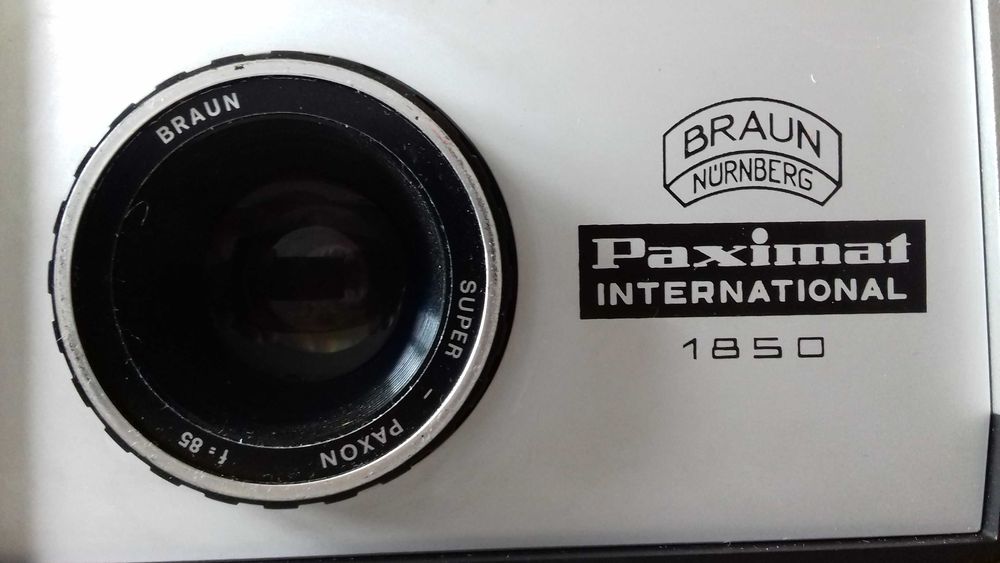 BRAUN
SUPER - PAXON
f:85
BRAUN
NÜRNBERG
Paximat
INTERNATIONAL
1850